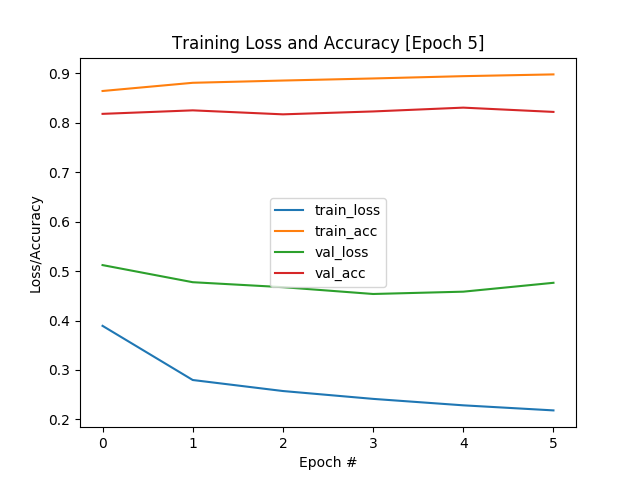 Training Loss and Accuracy [Epoch 5]
Loss/Accuracy
0.9
0.8
0.7
0.6
0.5
0.4
0.3
0.2
train_loss
train_acc
val_loss
val_acc
0 1 2 3 4 5
Epoch #